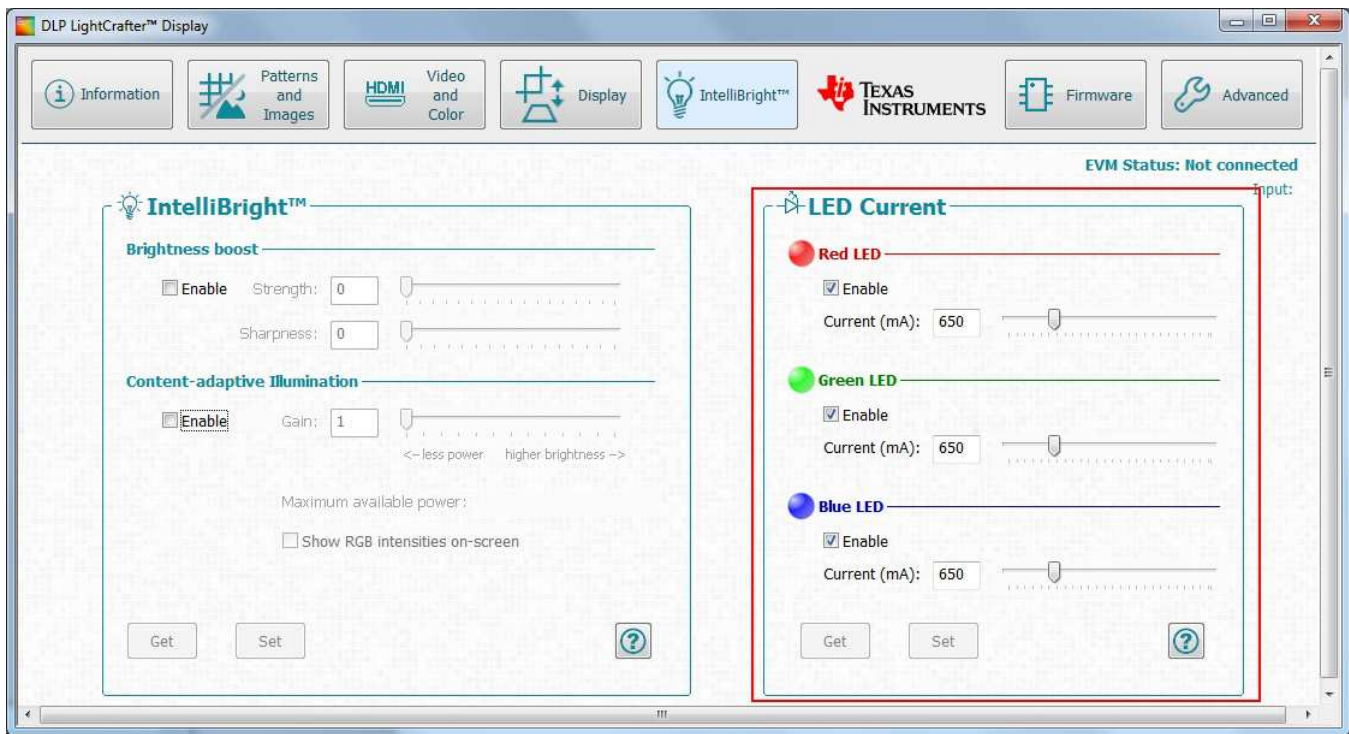 DLP LightCrafter™ Display
Information
Patterns
and
Images
HDMI
Video
and
Color
Display
IntelliBright™
TEXAS
INSTRUMENTS
Firmware
Advanced
EVM Status: Not connected
Input:
IntelliBright™
Brightness boost
Enable Strength: 0
Sharpness: 0
Content-adaptive Illumination
Enable Gain: 1
<-- less power higher brightness -->
Maximum available power:
Show RGB intensities on-screen
Get Set
LED Current
Red LED
Enable
Current (mA): 650
Green LED
Enable
Current (mA): 650
Blue LED
Enable
Current (mA): 650
Get Set